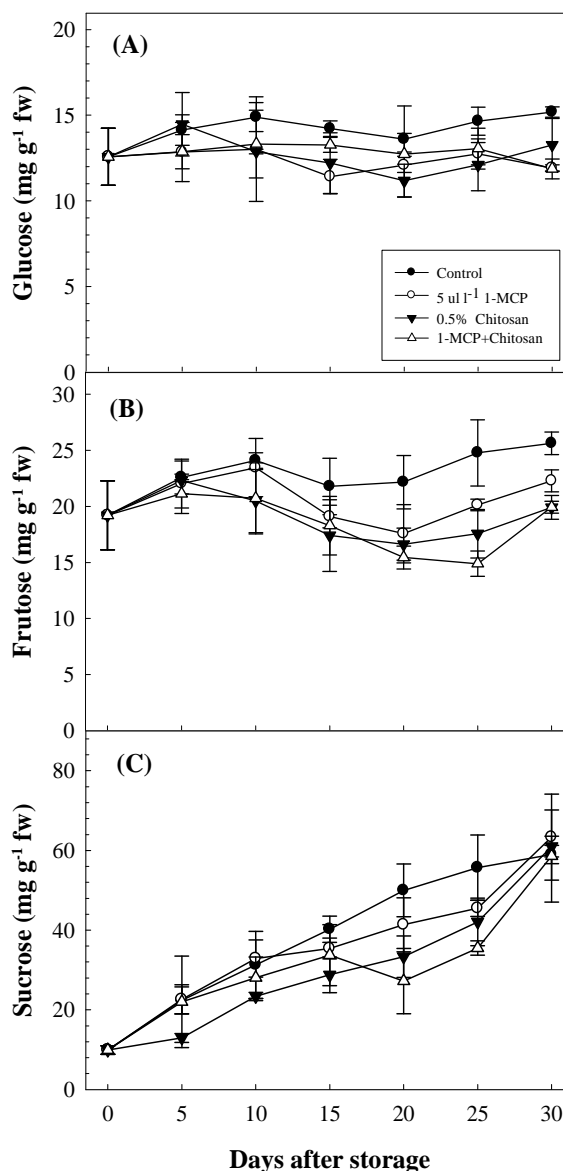 (A)
Glucose (mg g-1 fw)
20
15
10
5
0
Control
5 ul l-1 1-MCP
0.5% Chitosan
1-MCP+Chitosan
(B)
Frutose (mg g-1 fw)
30
25
20
15
10
5
0
(C)
Sucrose (mg g-1 fw)
80
60
40
20
0
0 5 10 15 20 25 30
Days after storage